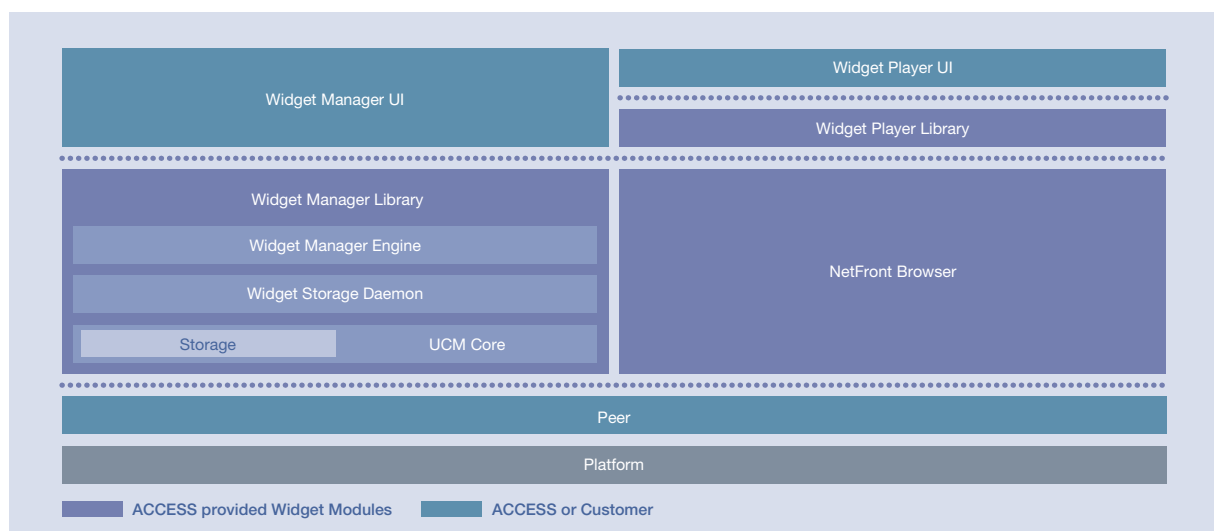 Widget Manager UI
Widget Player UI
Widget Player Library
Widget Manager Library
Widget Manager Engine
Widget Storage Daemon
Storage
UCM Core
NetFront Browser
Peer
Platform
ACCESS provided Widget Modules
ACCESS or Customer